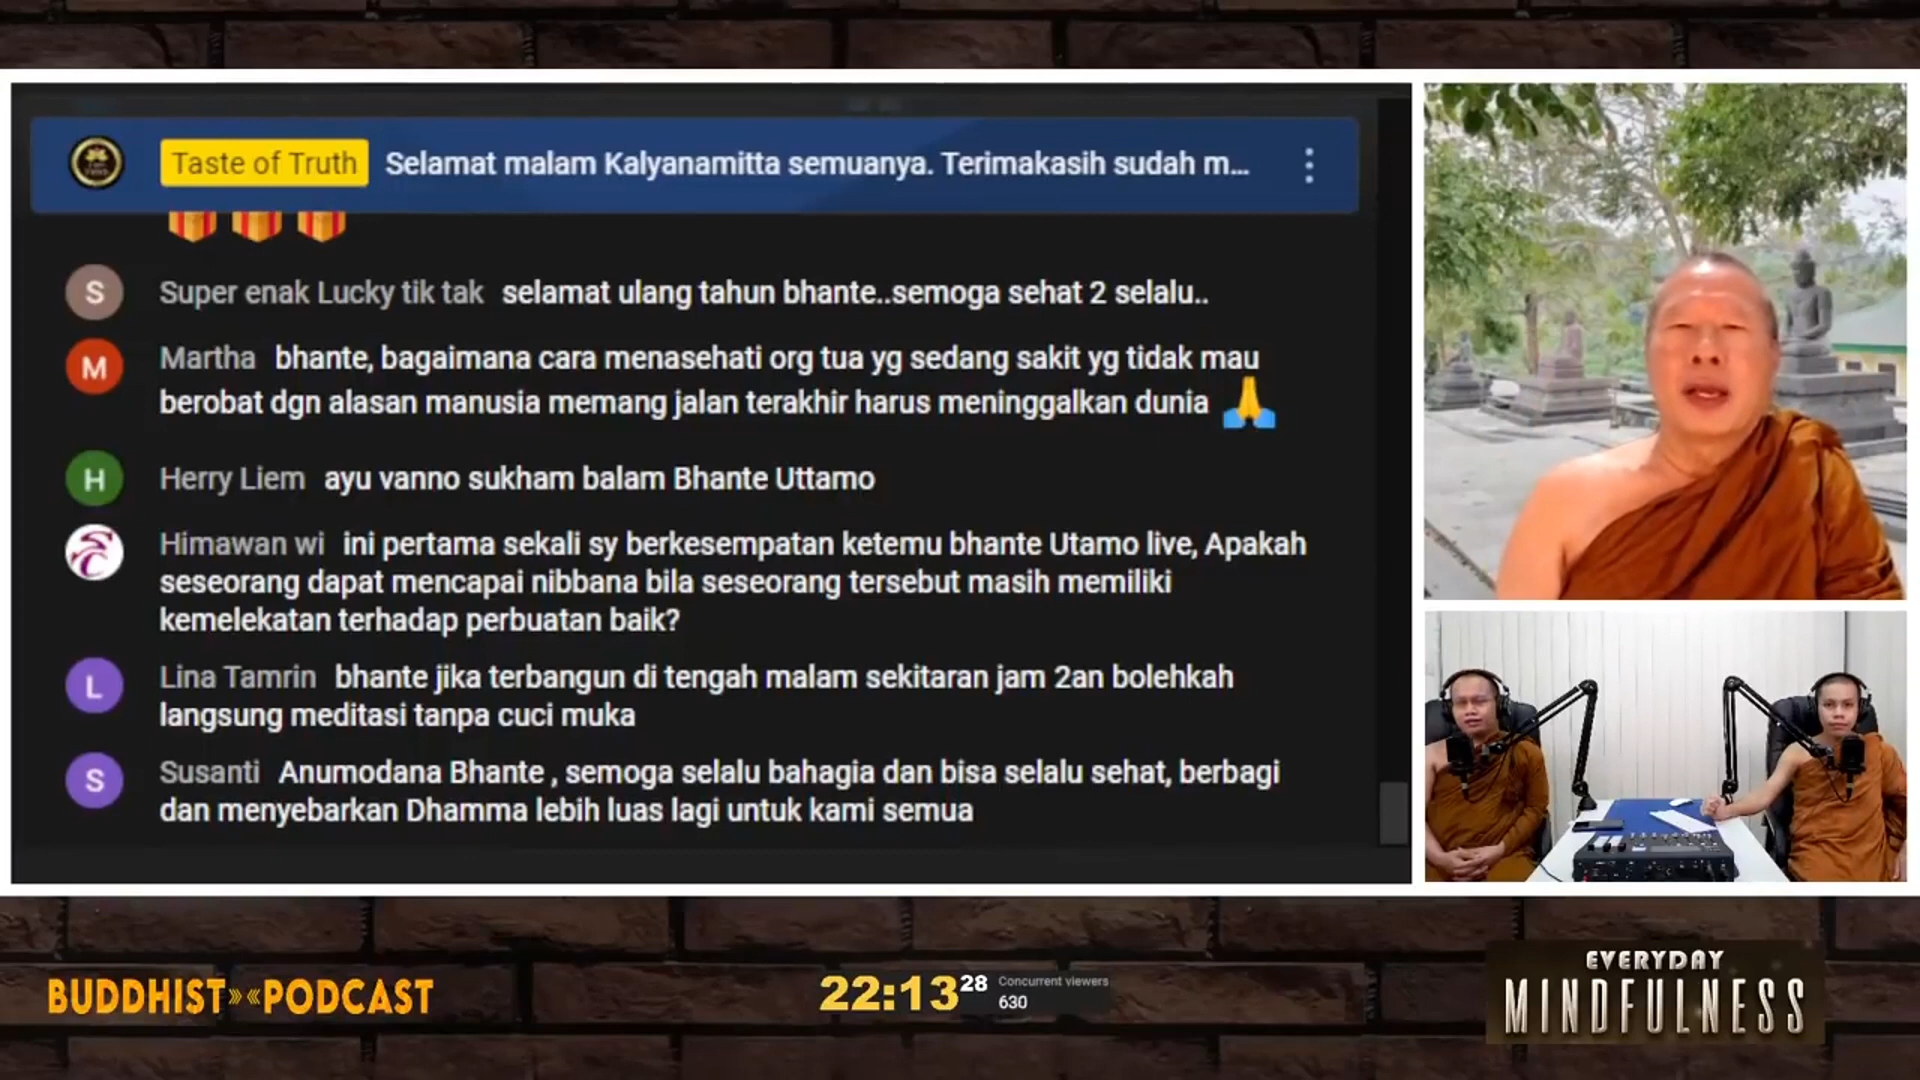 Taste of Truth Selamat malam Kalyanamitta semuanya. Terimakasih sudah m...
S Super enak Lucky tik tak selamat ulang tahun bhante..semoga sehat 2 selalu..
M Martha bhante, bagaimana cara menasehati org tua yg sedang sakit yg tidak mau
berobat dgn alasan manusia memang jalan terakhir harus meninggalkan dunia 🙏
H Herry Liem ayu vanno sukham balam Bhante Uttamo
Himawan wi ini pertama sekali sy berkesempatan ketemu bhante Utamo live, Apakah
seseorang dapat mencapai nibbana bila seseorang tersebut masih memiliki
kemelekatan terhadap perbuatan baik?
L Lina Tamrin bhante jika terbangun di tengah malam sekitaran jam 2an bolehkah
langsung meditasi tanpa cuci muka
S Susanti Anumodana Bhante , semoga selalu bahagia dan bisa selalu sehat, berbagi
dan menyebarkan Dhamma lebih luas lagi untuk kami semua
BUDDHIST»«PODCAST
22:13 28
Concurrent viewers
630
EVERYDAY
MINDFULNESS